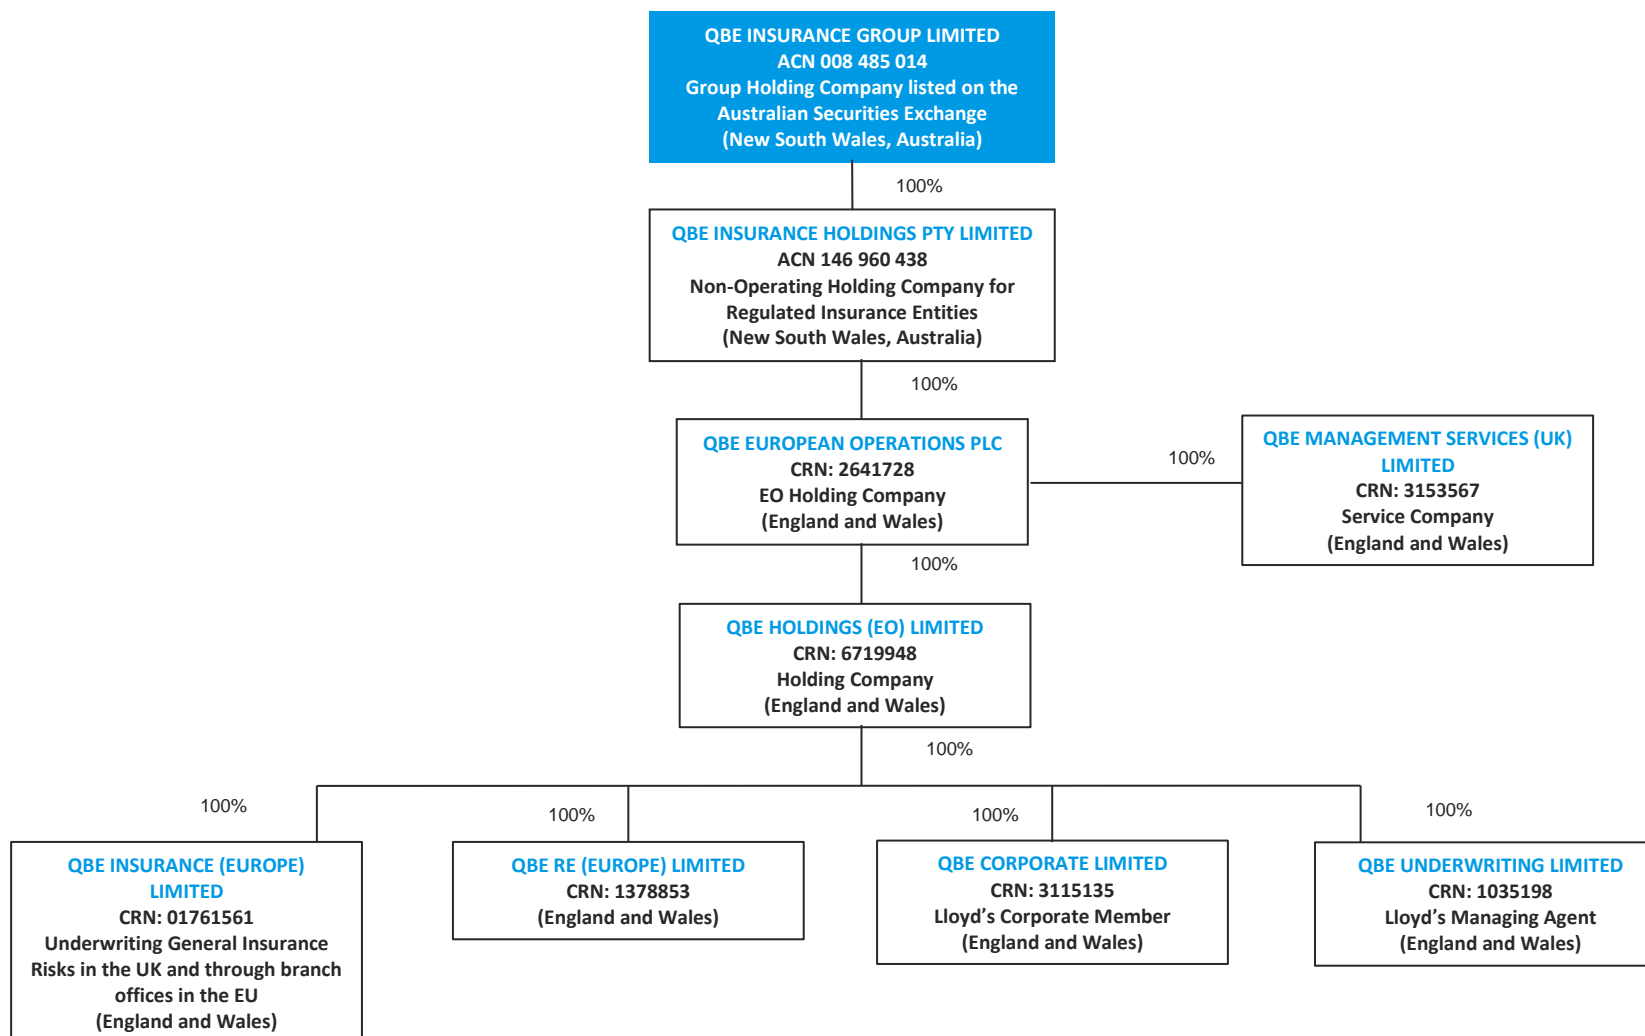 QBE INSURANCE GROUP LIMITED
ACN 008 485 014
Group Holding Company listed on the
Australian Securities Exchange
(New South Wales, Australia)
100%
QBE INSURANCE HOLDINGS PTY LIMITED
ACN 146 960 438
Non-Operating Holding Company for
Regulated Insurance Entities
(New South Wales, Australia)
100%
QBE EUROPEAN OPERATIONS PLC
CRN: 2641728
EO Holding Company
(England and Wales)
100%
QBE MANAGEMENT SERVICES (UK)
LIMITED
CRN: 3153567
Service Company
(England and Wales)
100%
QBE HOLDINGS (EO) LIMITED
CRN: 6719948
Holding Company
(England and Wales)
100%
100%
QBE INSURANCE (EUROPE)
LIMITED
CRN: 01761561
Underwriting General Insurance
Risks in the UK and through branch
offices in the EU
(England and Wales)
100%
QBE RE (EUROPE) LIMITED
CRN: 1378853
(England and Wales)
100%
QBE CORPORATE LIMITED
CRN: 3115135
Lloyd’s Corporate Member
(England and Wales)
100%
QBE UNDERWRITING LIMITED
CRN: 1035198
Lloyd’s Managing Agent
(England and Wales)